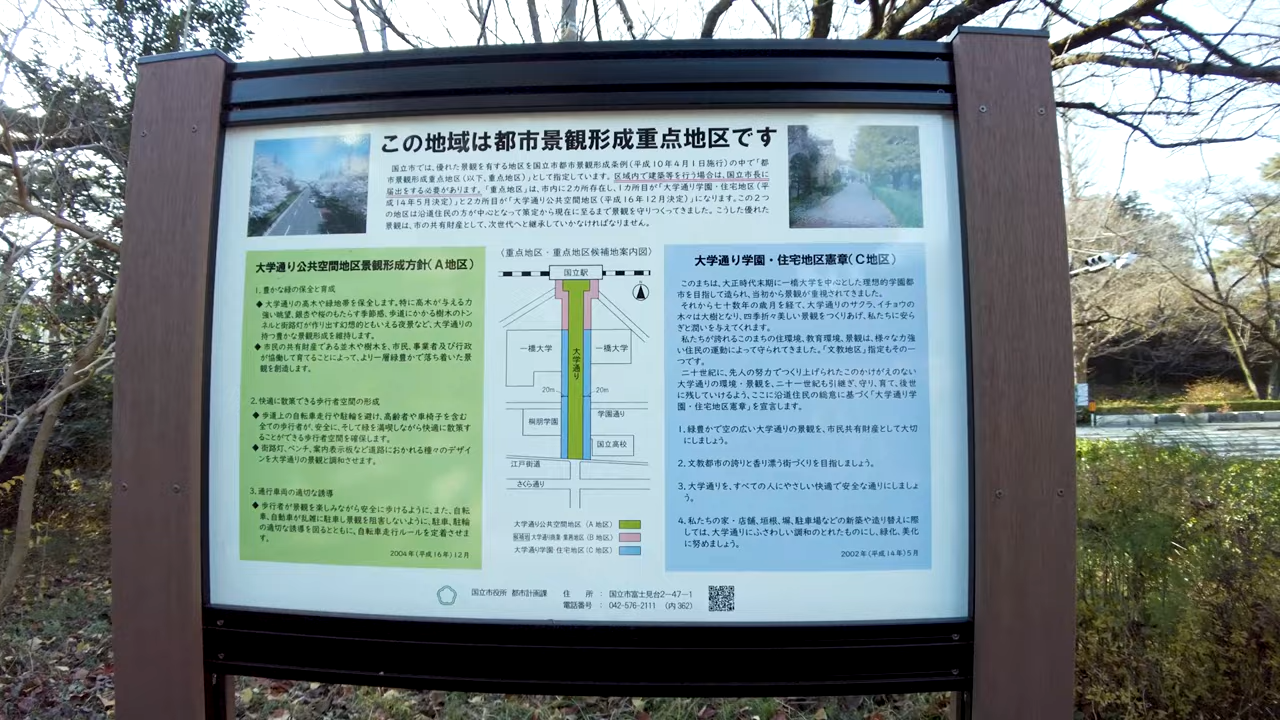 この地域は都市景観形成重点地区です
国立市では、優れた景観を有する地区を国立市都市景観形成条例(平成10年4月1日施行)の中で「都
市景観形成重点地区(以下、重点地区)」として指定しています。区域内で建築等を行う場合は、国立市長に
届出をする必要があります。「重点地区」は、市内に2カ所存在し、1カ所目が「大学通り学園・住宅地区(平
成14年5月決定)」と2カ所目が「大学通り公共空間地区(平成16年12月決定)」になります。この2つ
の地区は沿道住民の方が中心となって策定から現在に至るまで景観を守りつくってきました。こうした優れた
景観は、市の共有財産として、次世代へと継承していかなければなりません。
大学通り公共空間地区景観形成方針(A地区)
1. 豊かな緑の保全と育成
◆ 大学通りの高木や緑地帯を保全します。特に高木が与える力
強い眺望、銀杏や桜のもたらす季節感、歩道にかかる樹木のトン
ネルと街路灯が作り出す幻想的ともいえる夜景など、大学通りの
持つ豊かな景観形成を維持します。
◆ 市民の共有財産である並木や樹木を、市民、事業者及び行政
が協働して育てることによって、より一層緑豊かで落ち着いた景
観を創造します。
2. 快適に散策できる歩行者空間の形成
◆ 歩道上の自転車走行や駐輪を避け、高齢者や車椅子を含む
全ての歩行者が、安全に、そして緑を満喫しながら快適に散策す
ることができる歩行者空間を確保します。
◆ 街路灯、ベンチ、案内表示板など道路におかれる種々のデザイ
ンを大学通りの景観と調和させます。
3. 通行車両の適切な誘導
◆ 歩行者が景観を楽しみながら安全に歩けるように、また、自転
車、自動車が乱雑に駐車し景観を阻害しないように、駐車、駐輪
の適切な誘導を図るとともに、自転車走行ルールを定着させま
す。
2004年(平成16年)12月
(重点地区・重点地区候補地案内図)
国立駅
一橋大学
大学通り
一橋大学
20m
20m
学園通り
桐朋学園
国立高校
江戸街道
さくら通り
大学通り公共空間地区 (A 地区)
候補地 大学通り商業・業務地区 (B 地区)
大学通り学園・住宅地区 (C 地区)
大学通り学園・住宅地区憲章(C地区)
このまちは、大正時代末期に一橋大学を中心とした理想的学園都
市を目指して造られ、当初から景観が重視されてきました。
それから七十数年の歳月を経て、大学通りのサクラ、イチョウの
木々は大樹となり、四季折々美しい景観をつくりあげ、私たちに安ら
ぎと潤いを与えてくれます。
私たちが誇れるこのまちの住環境、教育環境、景観は、様々な力強
い住民の運動によって守られてきました。「文教地区」指定もその一
つです。
二十世紀に、先人の努力でつくり上げられたこのかけがえのない
大学通りの環境・景観を、二十一世紀も引継ぎ、守り、育て、後世
に残していけるよう、ここに沿道住民の総意に基づく「大学通り学
園・住宅地区憲章」を宣言します。
1. 緑豊かで空の広い大学通りの景観を、市民共有財産として大切
にしましょう。
2. 文教都市の誇りと香り漂う街づくりを目指しましょう。
3. 大学通りを、すべての人にやさしい快適で安全な通りにしましょ
う。
4. 私たちの家・店舗、垣根、塀、駐車場などの新築や造り替えに際
しては、大学通りにふさわしい調和のとれたものにし、緑化、美化
に努めましょう。
2002年(平成14年)5月
国立市役所 都市計画課
住 所 : 国立市富士見台2-47-1
電話番号 : 042-576-2111 (内 362)